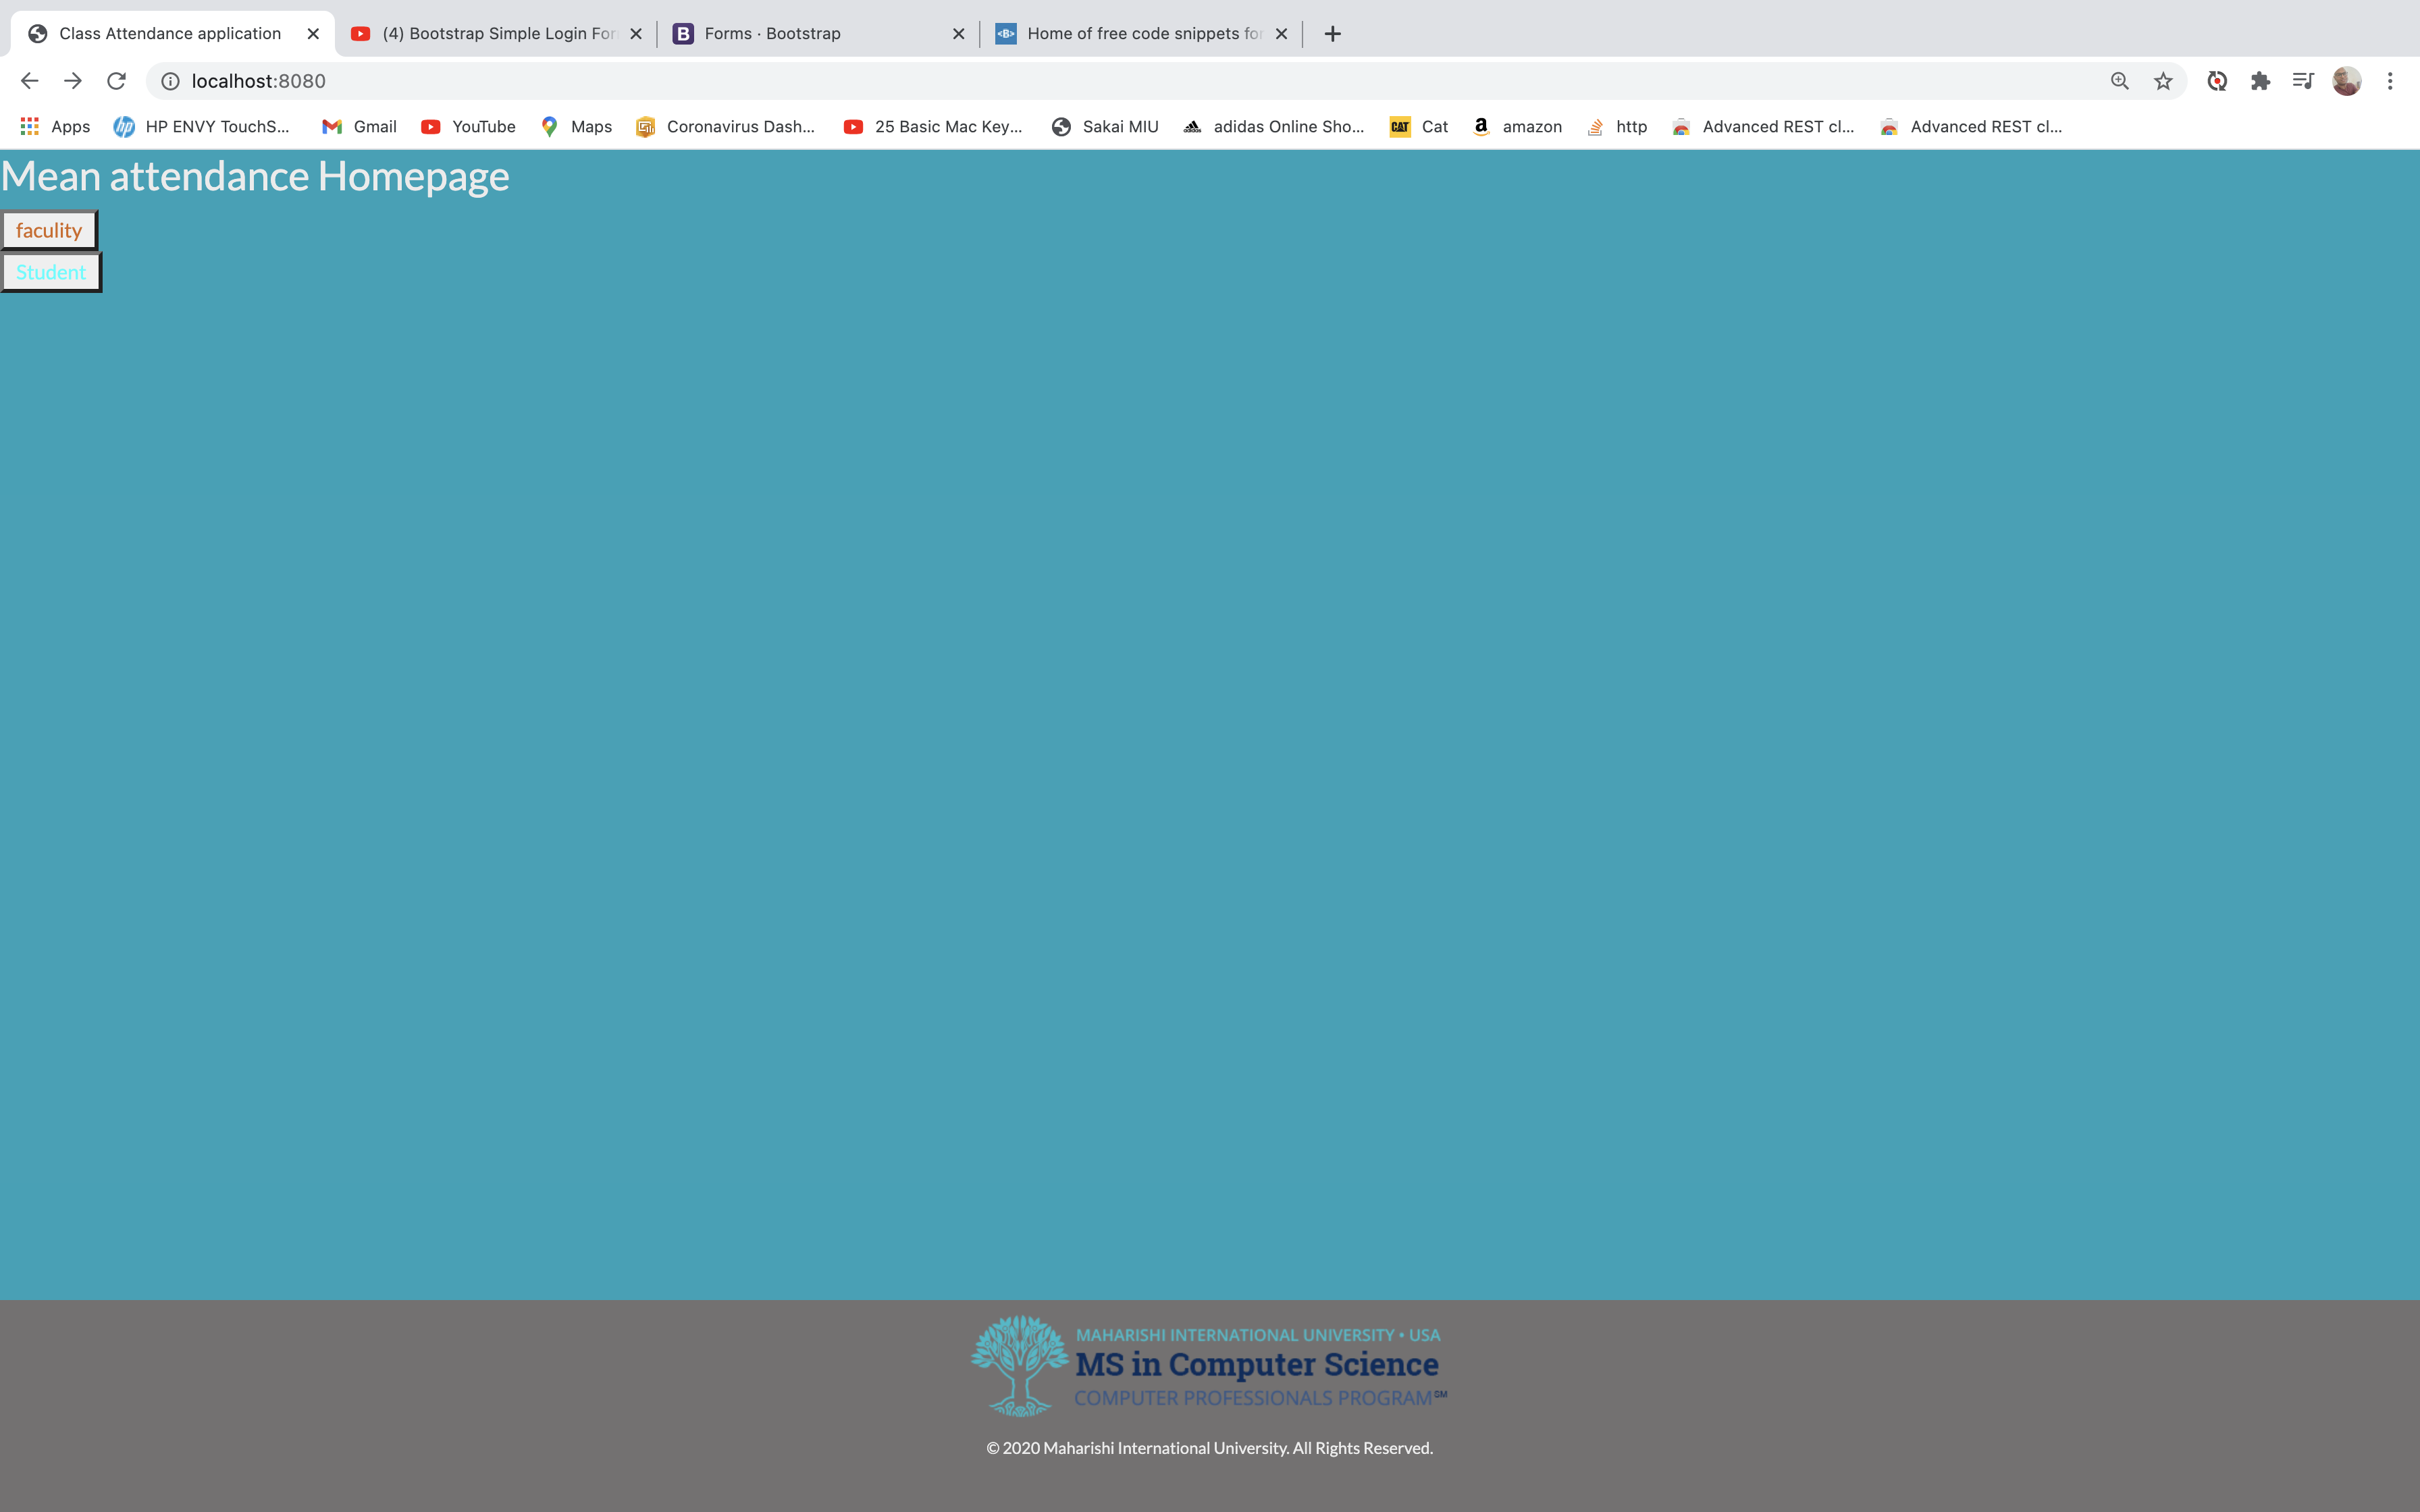 Class Attendance application
(4) Bootstrap Simple Login For
Forms · Bootstrap
Home of free code snippets for
localhost:8080
Apps
HP ENVY TouchS...
Gmail
YouTube
Maps
Coronavirus Dash...
25 Basic Mac Key...
Sakai MIU
adidas Online Sho...
CAT Cat
amazon
http
Advanced REST cl...
Advanced REST cl...
Mean attendance Homepage
faculity
Student
MAHARISHI INTERNATIONAL UNIVERSITY • USA
MS in Computer Science
COMPUTER PROFESSIONALS PROGRAM℠
© 2020 Maharishi International University. All Rights Reserved.